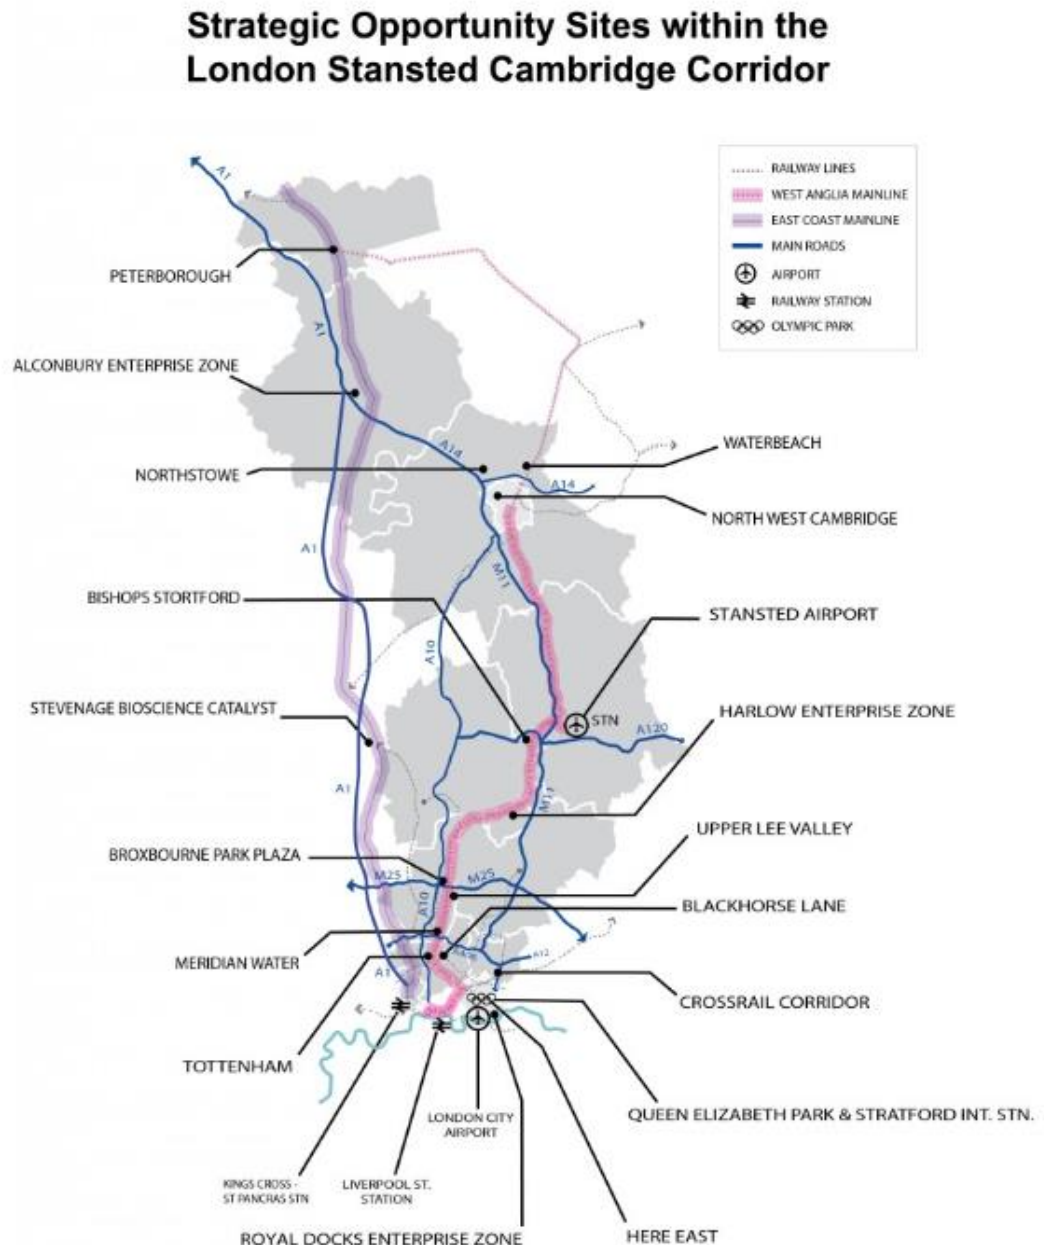 Strategic Opportunity Sites within the
London Stansted Cambridge Corridor
RAILWAY LINES
WEST ANGLIA MAINLINE
EAST COAST MAINLINE
MAIN ROADS
AIRPORT
RAILWAY STATION
OLYMPIC PARK
A1
PETERBOROUGH
A1
ALCONBURY ENTERPRISE ZONE
A14
WATERBEACH
NORTHSTOWE
A14
NORTH WEST CAMBRIDGE
A1
M11
BISHOPS STORTFORD
STANSTED AIRPORT
A10
STEVENAGE BIOSCIENCE CATALYST
HARLOW ENTERPRISE ZONE
STN
A120
A1
M11
UPPER LEE VALLEY
BROXBOURNE PARK PLAZA
M25
M25
A10
BLACKHORSE LANE
MERIDIAN WATER
A12
A1
CROSSRAIL CORRIDOR
TOTTENHAM
QUEEN ELIZABETH PARK & STRATFORD INT. STN.
LONDON CITY
AIRPORT
KINGS CROSS -
ST PANCRAS STN
LIVERPOOL ST.
STATION
ROYAL DOCKS ENTERPRISE ZONE
HERE EAST